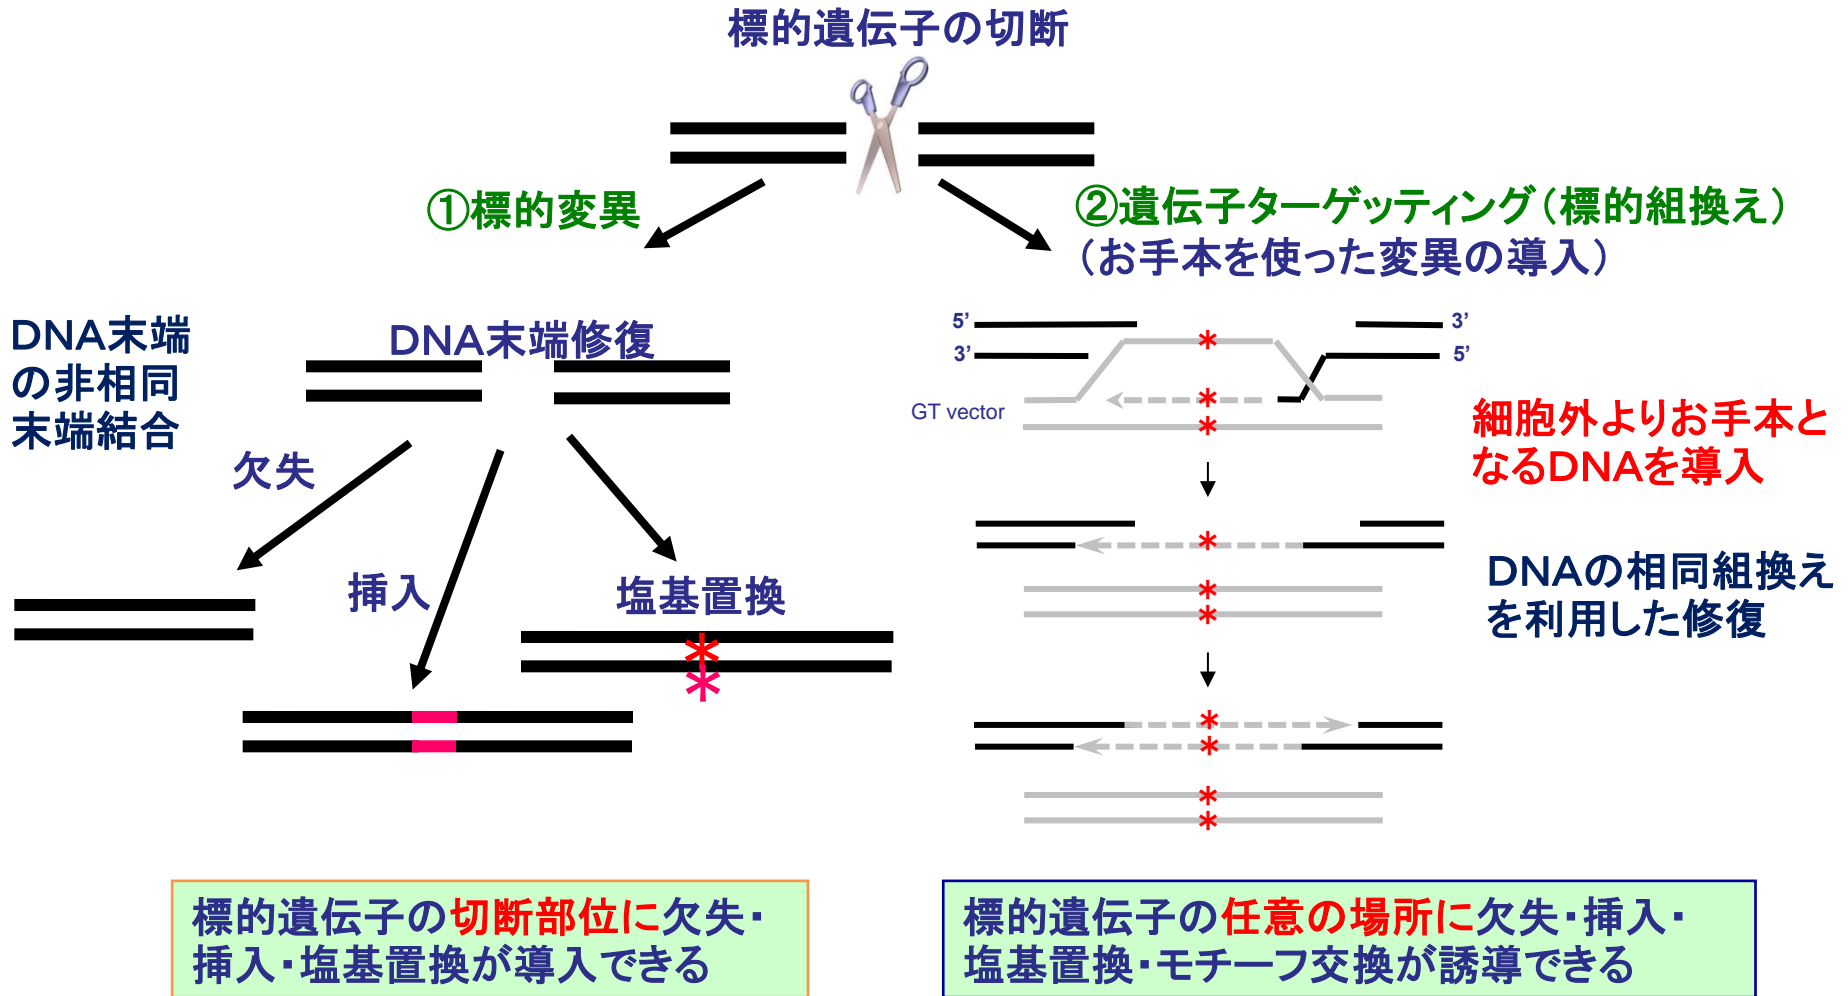 標的遺伝子の切断
①標的変異
②遺伝子ターゲッティング（標的組換え）
（お手本を使った変異の導入）
DNA末端
の非相同
末端結合
DNA末端修復
欠失
挿入
塩基置換
*
*
5’
3’
3’
5’
*
GT vector
*
*
細胞外よりお手本と
なるDNAを導入
*
*
*
DNAの相同組換え
を利用した修復
*
*
*
*
標的遺伝子の切断部位に欠失・
挿入・塩基置換が導入できる
標的遺伝子の任意の場所に欠失・挿入・
塩基置換・モチーフ交換が誘導できる